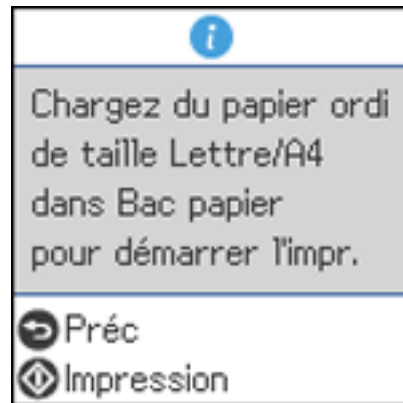 Chargez du papier ordi
de taille Lettre/A4
dans Bac papier
pour démarrer l'impr.
Préc
Impression